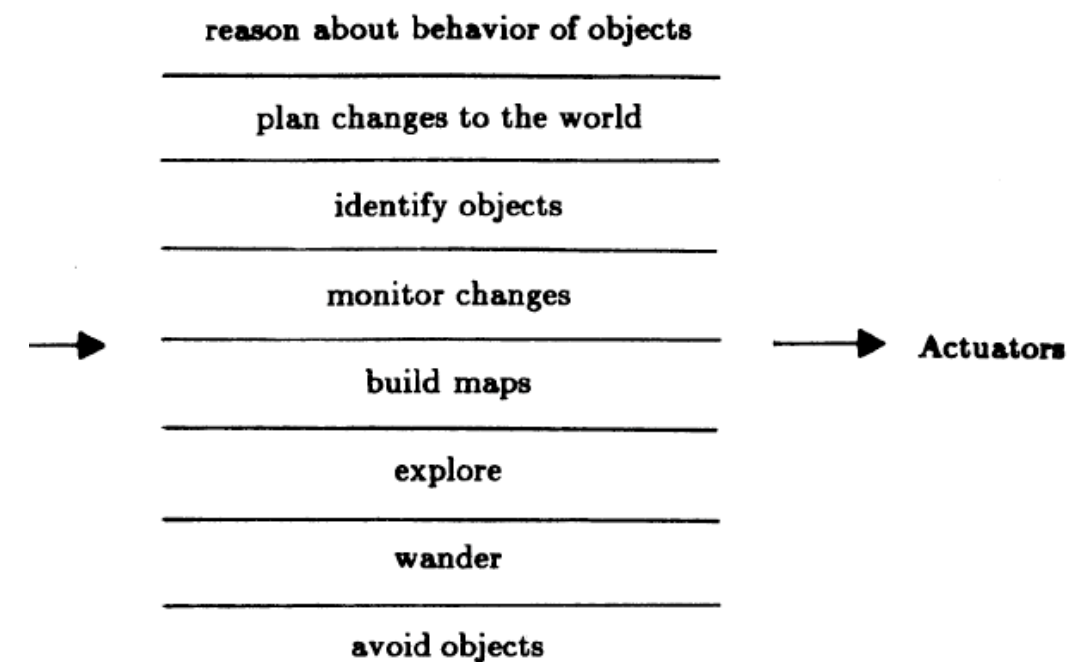 reason about behavior of objects
plan changes to the world
identify objects
monitor changes
Actuators
build maps
explore
wander
avoid objects